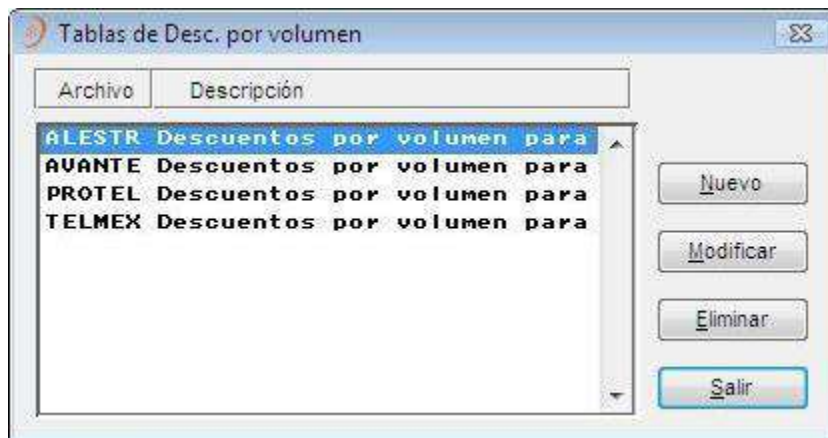 Tablas de Desc. por volumen
Archivo Descripción
ALESTR Descuentos por volumen para
AVANTE Descuentos por volumen para
PROTEL Descuentos por volumen para
TELMEX Descuentos por volumen para
Nuevo
Modificar
Eliminar
Salir